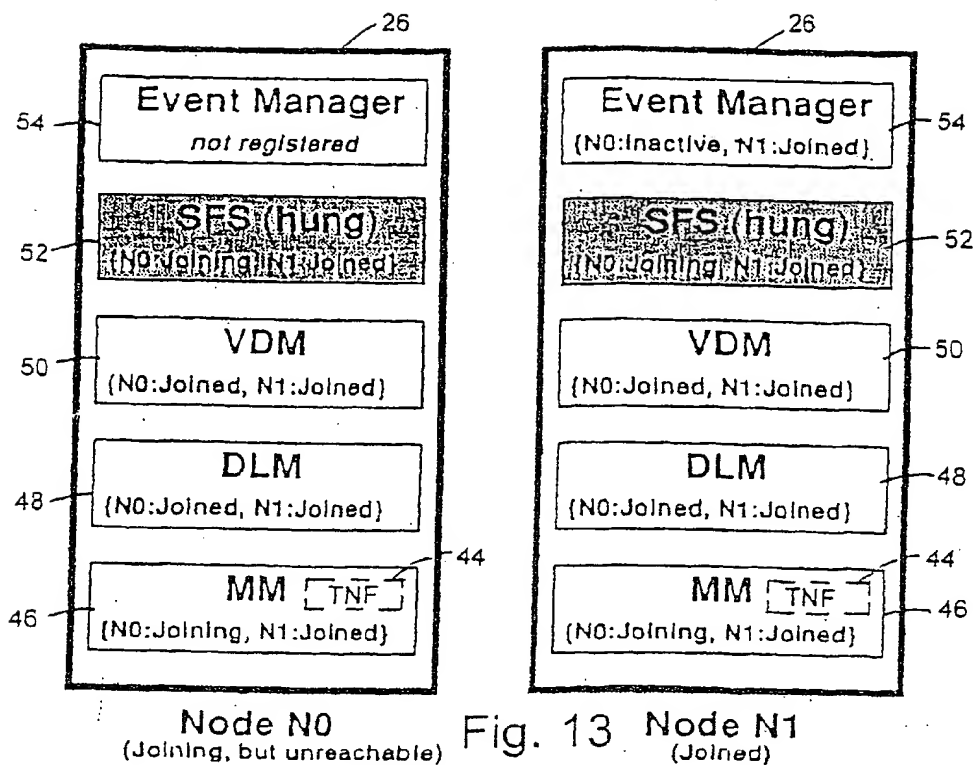 26
Event Manager
not registered
54
SFS (hung)
{N0:Joining, N1:Joined}
52
VDM
{N0:Joined, N1:Joined}
50
DLM
{N0:Joined, N1:Joined}
48
44
MM
TNF
{N0:Joining, N1:Joined}
46
Node N0
(Joining, but unreachable)
26
Event Manager
{N0:Inactive, N1:Joined}
54
SFS (hung)
{N0:Joining, N1:Joined}
52
VDM
{N0:Joined, N1:Joined}
50
DLM
{N0:Joined, N1:Joined}
48
44
MM
TNF
{N0:Joining, N1:Joined}
46
Fig. 13
Node N1
(Joined)